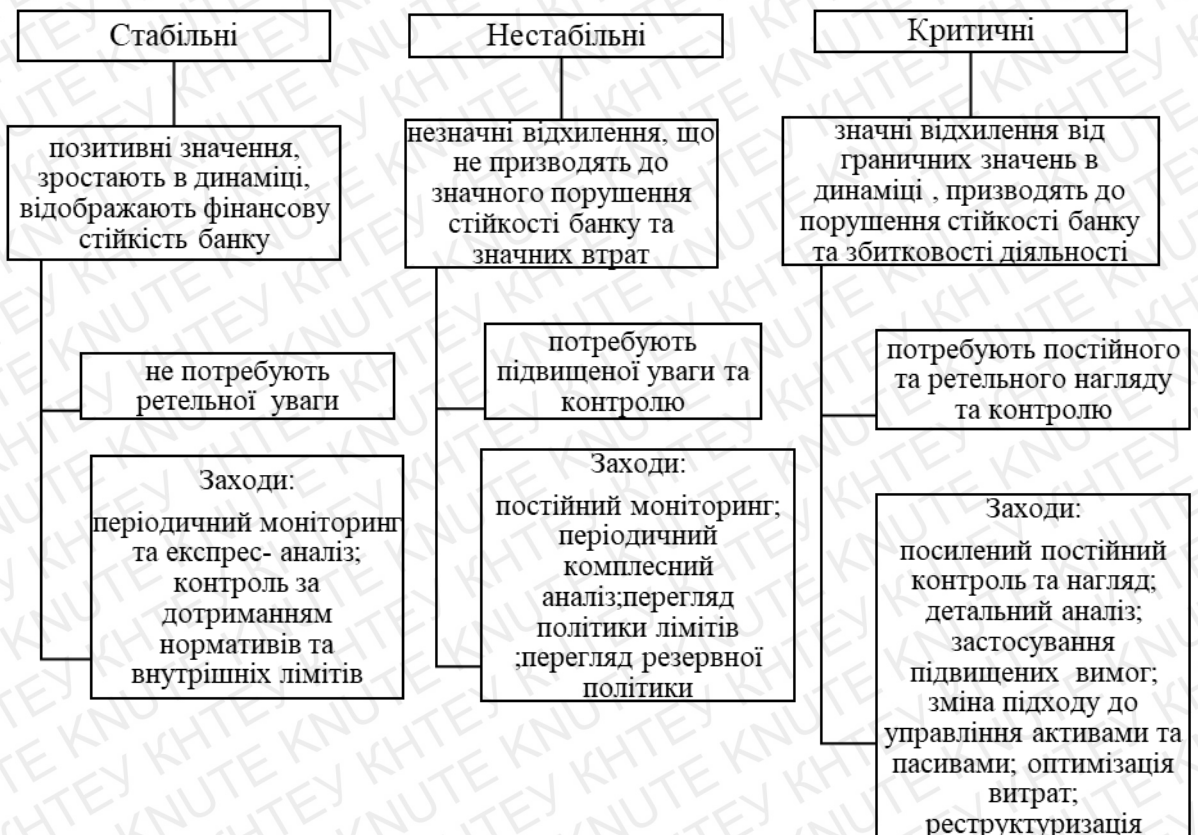 Стабільні
позитивні значення,
зростають в динаміці,
відображають фінансову
стійкість банку
не потребують
ретельної уваги
Заходи:
періодичний моніторинг
та експрес- аналіз;
контроль за
дотриманням
нормативів та
внутрішніх лімітів
Нестабільні
незначні відхилення, що
не призводять до
значного порушення
стійкості банку та
значних втрат
потребують
підвищеної уваги та
контролю
Заходи:
постійний моніторинг;
періодичний
комплесний
аналіз;перегляд
політики лімітів
;перегляд резервної
політики
Критичні
значні відхилення від
граничних значень в
динаміці , призводять до
порушення стійкості банку
та збитковості діяльності
потребують постійного
та ретельного нагляду
та контролю
Заходи:
посилений постійний
контроль та нагляд;
детальний аналіз;
застосування
підвищених вимог;
зміна підходу до
управління активами та
пасивами; оптимізація
витрат;
реструктуризація